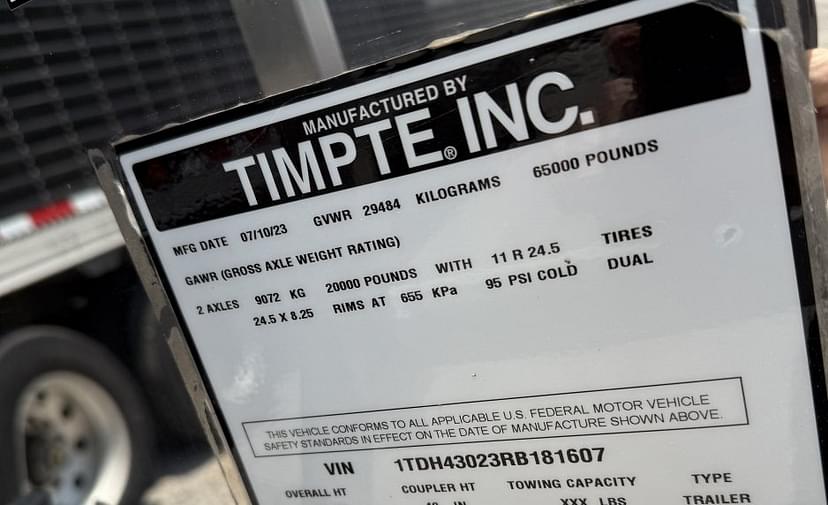 MANUFACTURED BY
TIMPTE® INC.
MFG DATE 07/10/23 GVWR 29484 KILOGRAMS 65000 POUNDS
GAWR (GROSS AXLE WEIGHT RATING)
2 AXLES 9072 KG 20000 POUNDS WITH 11 R 24.5 TIRES
24.5 X 8.25 RIMS AT 655 KPa 95 PSI COLD DUAL
THIS VEHICLE CONFORMS TO ALL APPLICABLE U.S. FEDERAL MOTOR VEHICLE
SAFETY STANDARDS IN EFFECT ON THE DATE OF MANUFACTURE SHOWN ABOVE.
VIN 1TDH43023RB181607
OVERALL HT COUPLER HT TOWING CAPACITY TYPE
XXX LBS TRAILER